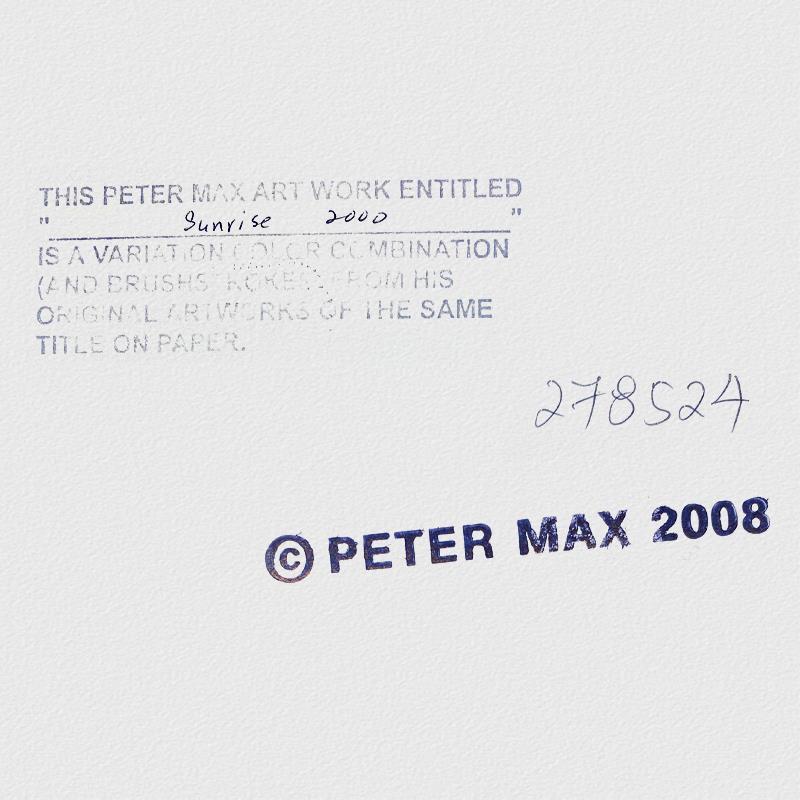 THIS PETER MAX ART WORK ENTITLED
" Sunrise 2000 "
IS A VARIATION COLOR COMBINATION
(AND BRUSHSTROKES FROM HIS
ORIGINAL ARTWORKS OF THE SAME
TITLE ON PAPER.
278524
© PETER MAX 2008